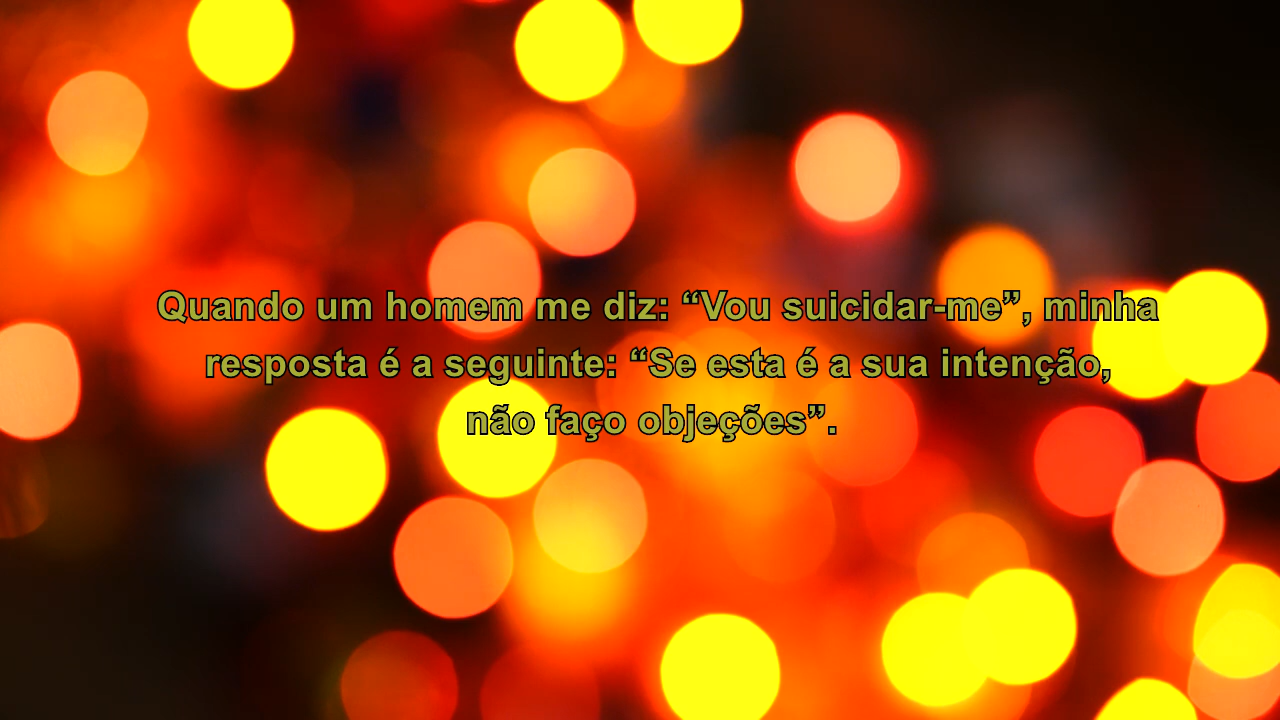 Quando um homem me diz: “Vou suicidar-me”, minha
resposta é a seguinte: “Se esta é a sua intenção,
não faço objeções”.